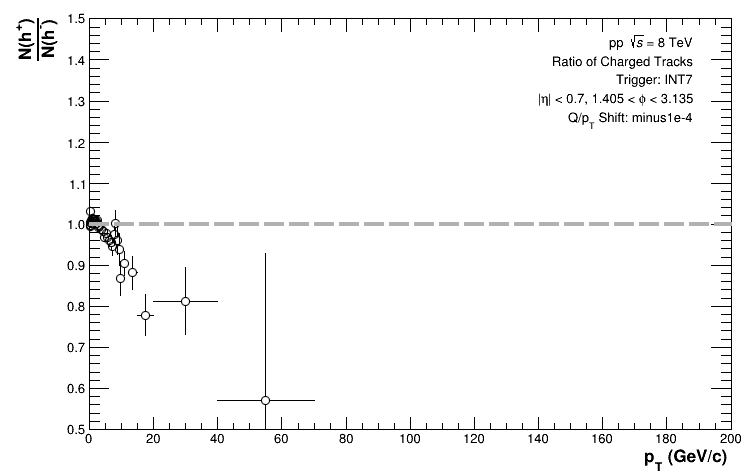 N(h⁺)
N(h⁻)
1.5
1.4
1.3
1.2
1.1
1.0
0.9
0.8
0.7
0.6
0.5
pp √s = 8 TeV
Ratio of Charged Tracks
Trigger: INT7
|η| < 0.7, 1.405 < φ < 3.135
Q/p_T Shift: minus1e-4
0 20 40 60 80 100 120 140 160 180 200
p_T (GeV/c)